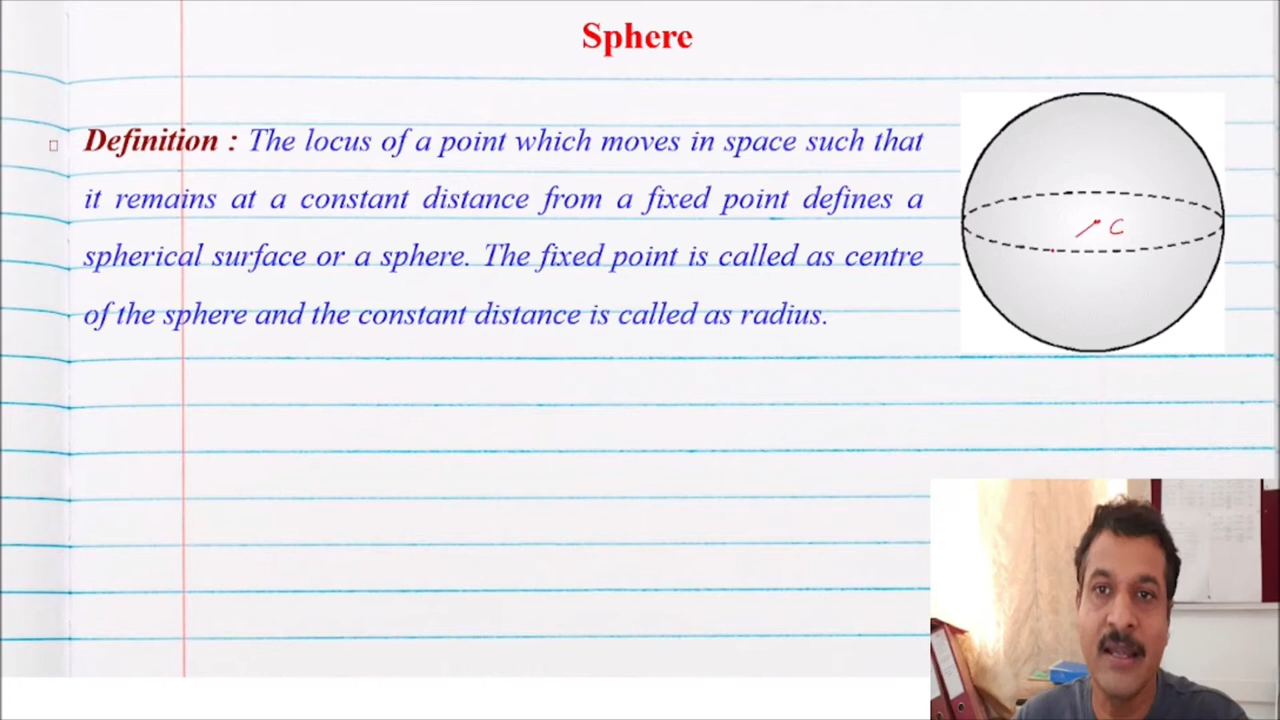 Sphere
Definition : The locus of a point which moves in space such that
it remains at a constant distance from a fixed point defines a
spherical surface or a sphere. The fixed point is called as centre
of the sphere and the constant distance is called as radius.
C